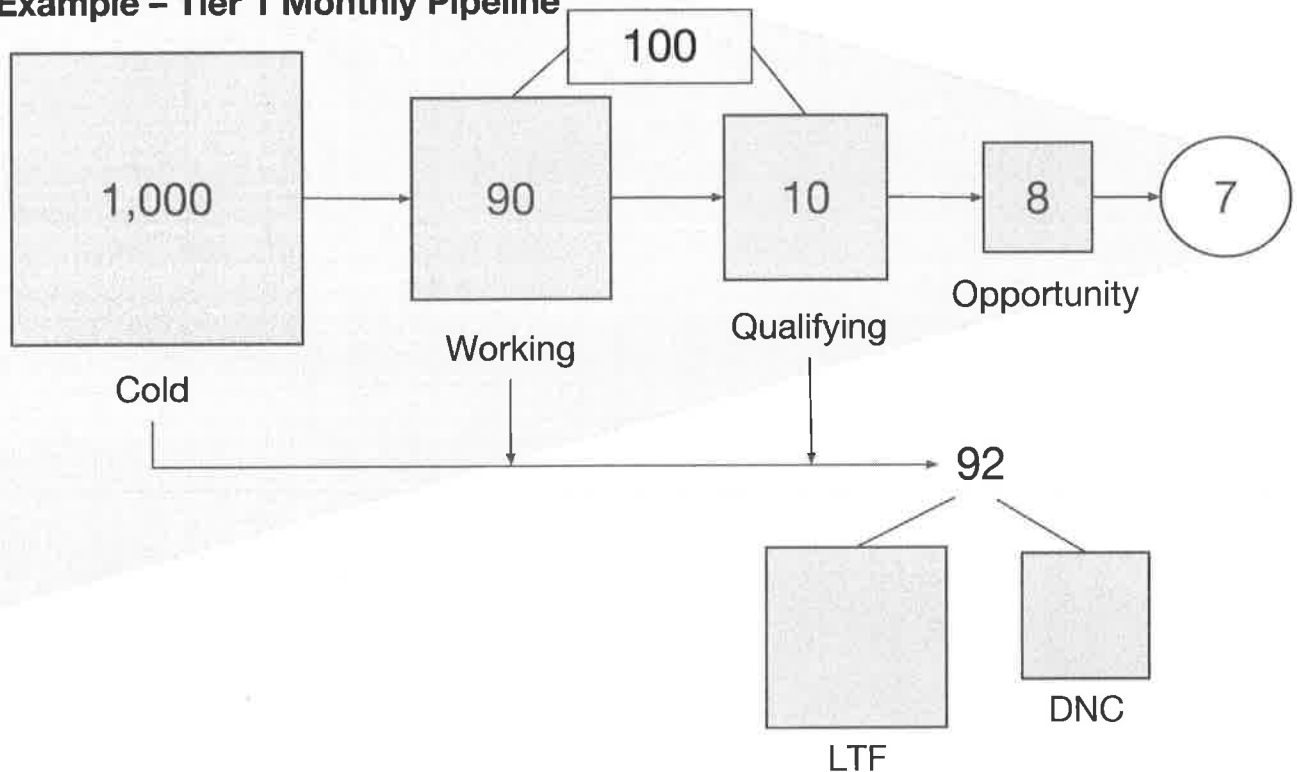 Example – Tier 1 Monthly Pipeline
100
1,000
90
10
8
7
Opportunity
Qualifying
Working
Cold
92
DNC
LTF